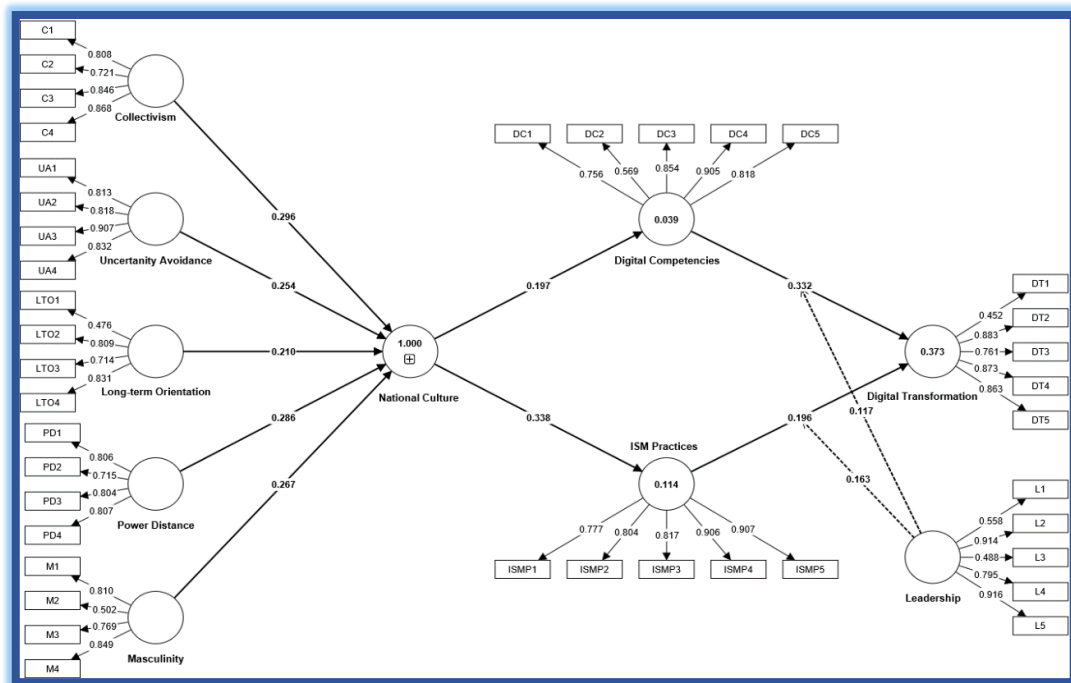 C1
C2
C3
C4
0.808
0.721
0.846
0.868
Collectivism
UA1
UA2
UA3
UA4
0.813
0.818
0.907
0.832
Uncertanity Avoidance
LTO1
LTO2
LTO3
LTO4
0.476
0.809
0.714
0.831
Long-term Orientation
PD1
PD2
PD3
PD4
0.806
0.715
0.804
0.807
Power Distance
M1
M2
M3
M4
0.810
0.502
0.769
0.849
Masculinity
0.296
0.254
0.210
0.286
0.267
1.000
National Culture
0.197
0.338
DC1
DC2
DC3
DC4
DC5
0.756
0.569
0.854
0.905
0.818
0.039
Digital Competencies
ISM Practices
0.114
0.777
0.804
0.817
0.906
0.907
ISMP1
ISMP2
ISMP3
ISMP4
ISMP5
0.332
0.196
0.117
0.163
0.373
Digital Transformation
DT1
DT2
DT3
DT4
DT5
0.452
0.883
0.761
0.873
0.863
Leadership
L1
L2
L3
L4
L5
0.558
0.914
0.488
0.795
0.916